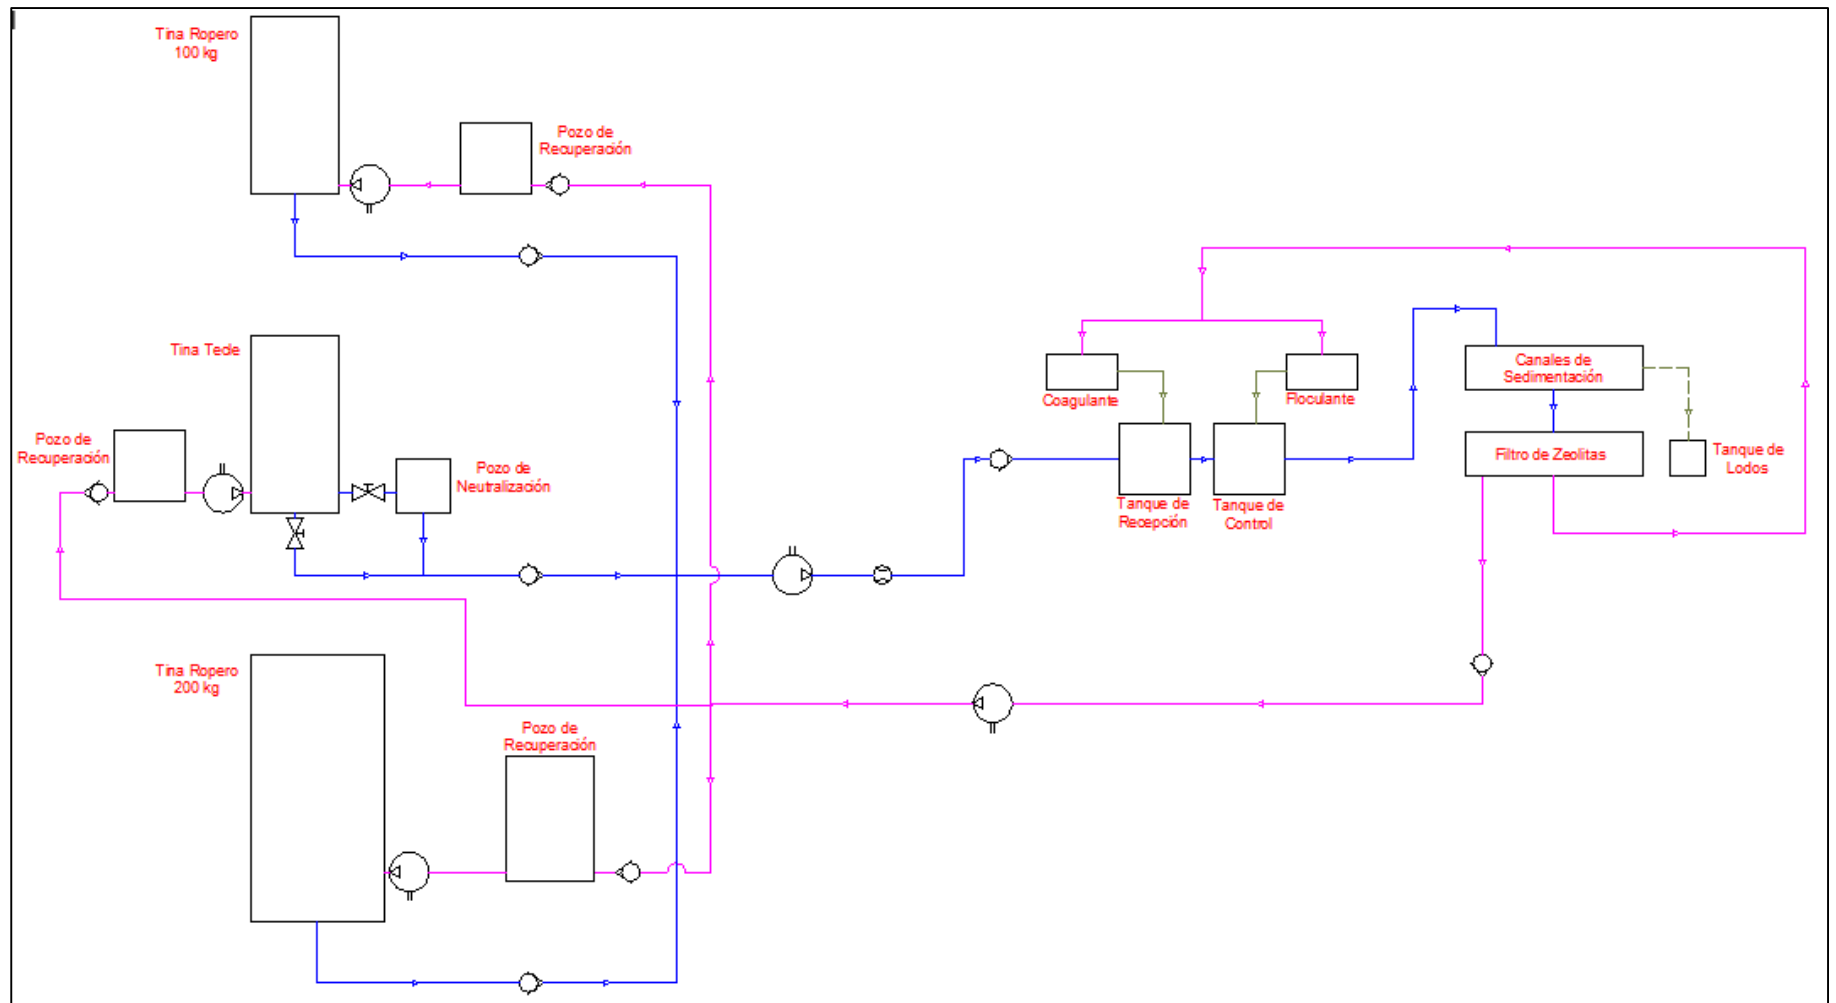 Tina Ropero
100 kg
Pozo de
Recuperación
Tina Tecle
Pozo de
Recuperación
Pozo de
Neutralización
Coagulante
Floculante
Canales de
Sedimentación
Filtro de Zeolitas
Tanque de
Lodos
Tanque de
Recepción
Tanque de
Control
Tina Ropero
200 kg
Pozo de
Recuperación